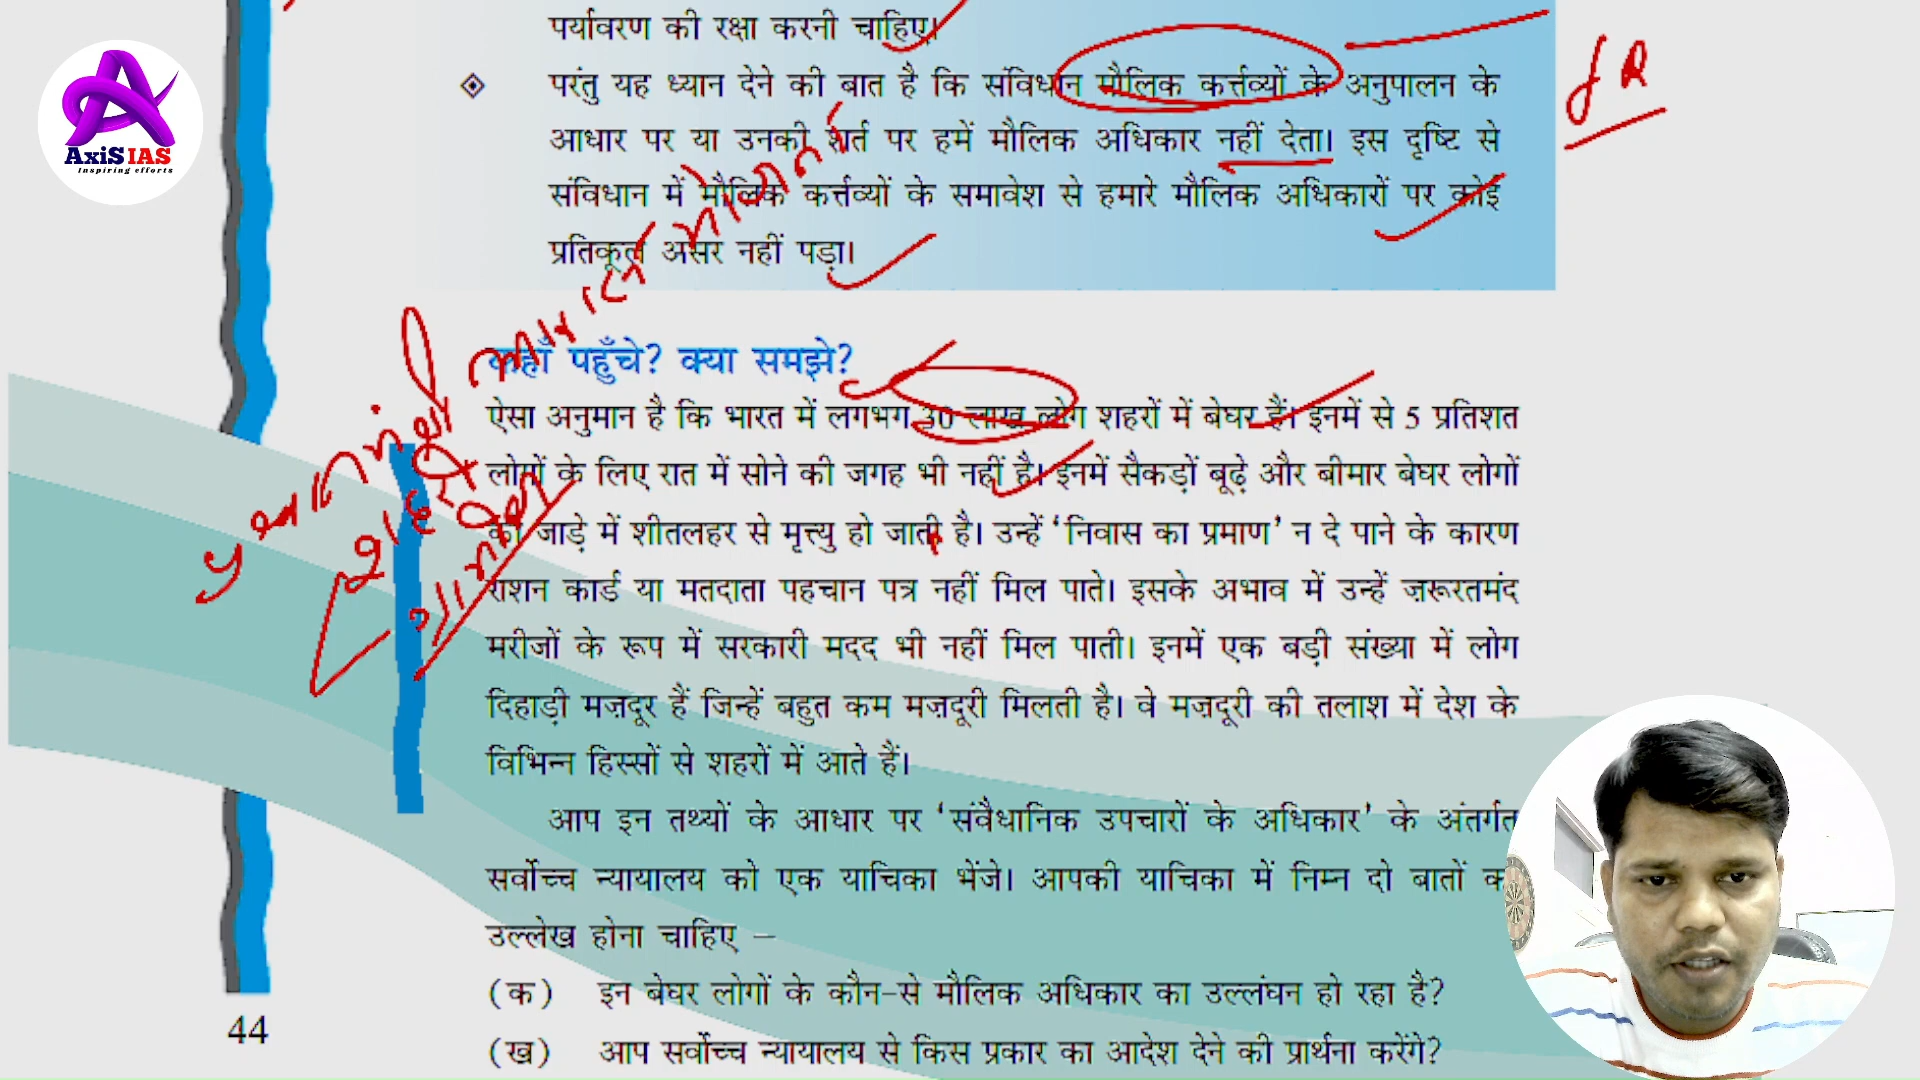 पर्यावरण की रक्षा करनी चाहिए।
परंतु यह ध्यान देने की बात है कि संविधान मौलिक कर्त्तव्यों के अनुपालन के
आधार पर या उनकी शर्त पर हमें मौलिक अधिकार नहीं देता। इस दृष्टि से
संविधान में मौलिक कर्त्तव्यों के समावेश से हमारे मौलिक अधिकारों पर कोई
प्रतिकूल असर नहीं पड़ा।
AxiS IAS
Inspiring efforts
कहाँ पहुँचे? क्या समझे?
ऐसा अनुमान है कि भारत में लगभग 30 लाख लोग शहरों में बेघर हैं। इनमें से 5 प्रतिशत
लोगों के लिए रात में सोने की जगह भी नहीं है। इनमें सैकड़ों बूढ़े और बीमार बेघर लोगों
की जाड़े में शीतलहर से मृत्यु हो जाती है। उन्हें ‘निवास का प्रमाण’ न दे पाने के कारण
राशन कार्ड या मतदाता पहचान पत्र नहीं मिल पाते। इसके अभाव में उन्हें ज़रूरतमंद
मरीजों के रूप में सरकारी मदद भी नहीं मिल पाती। इनमें एक बड़ी संख्या में लोग
दिहाड़ी मज़दूर हैं जिन्हें बहुत कम मज़दूरी मिलती है। वे मज़दूरी की तलाश में देश के
विभिन्न हिस्सों से शहरों में आते हैं।
आप इन तथ्यों के आधार पर ‘संवैधानिक उपचारों के अधिकार’ के अंतर्गत
सर्वोच्च न्यायालय को एक याचिका भेंजे। आपकी याचिका में निम्न दो बातों
उल्लेख होना चाहिए –
(क) इन बेघर लोगों के कौन-से मौलिक अधिकार का उल्लंघन हो रहा है?
(ख) आप सर्वोच्च न्यायालय से किस प्रकार का आदेश देने की प्रार्थना करेंगे?
44